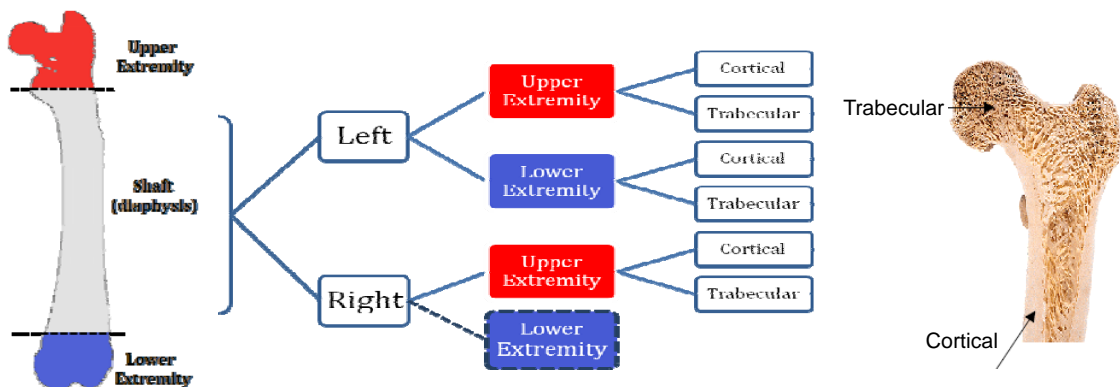 Upper
Extremity
Shaft
(diaphysis)
Lower
Extremity
Left
Right
Upper
Extremity
Lower
Extremity
Upper
Extremity
Lower
Extremity
Cortical
Trabecular
Cortical
Trabecular
Cortical
Trabecular
Trabecular
Cortical